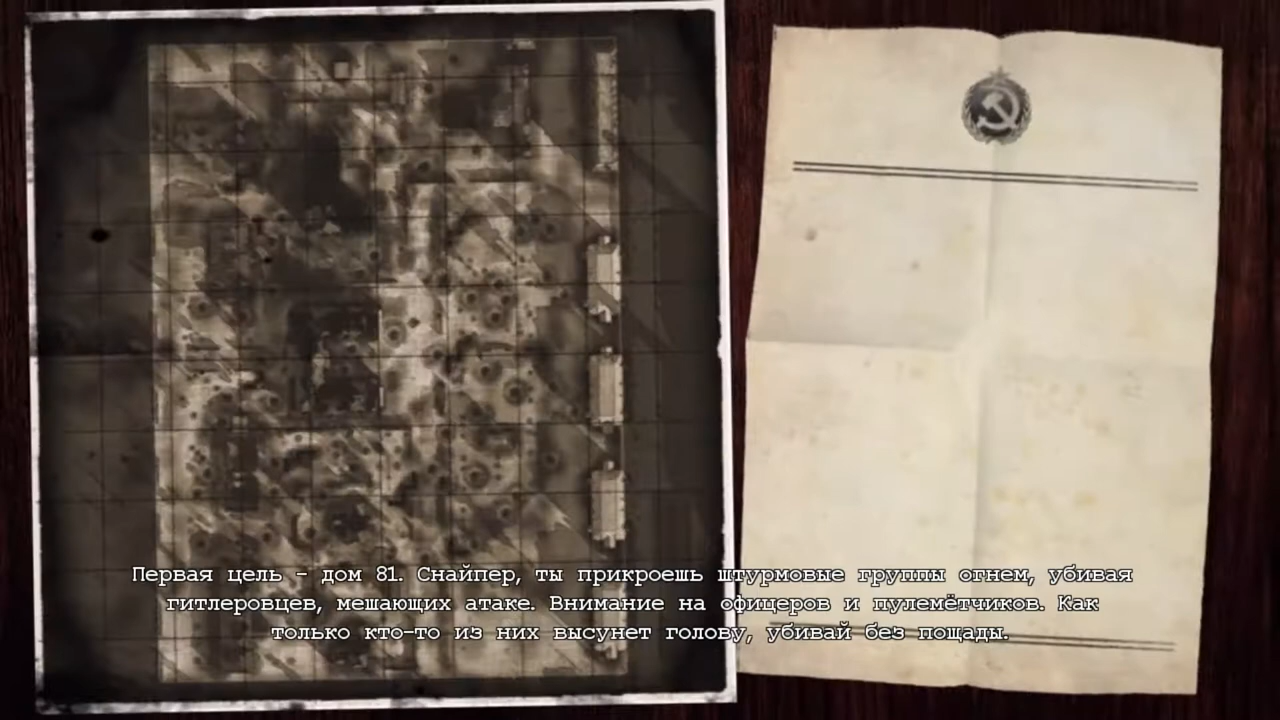 Первая цель - дом 81. Снайпер, ты прикроешь штурмовые группы огнем, убивая
гитлеровцев, мешающих атаке. Внимание на офицеров и пулемётчиков. Как
только кто-то из них высунет голову, убивай без пощады.